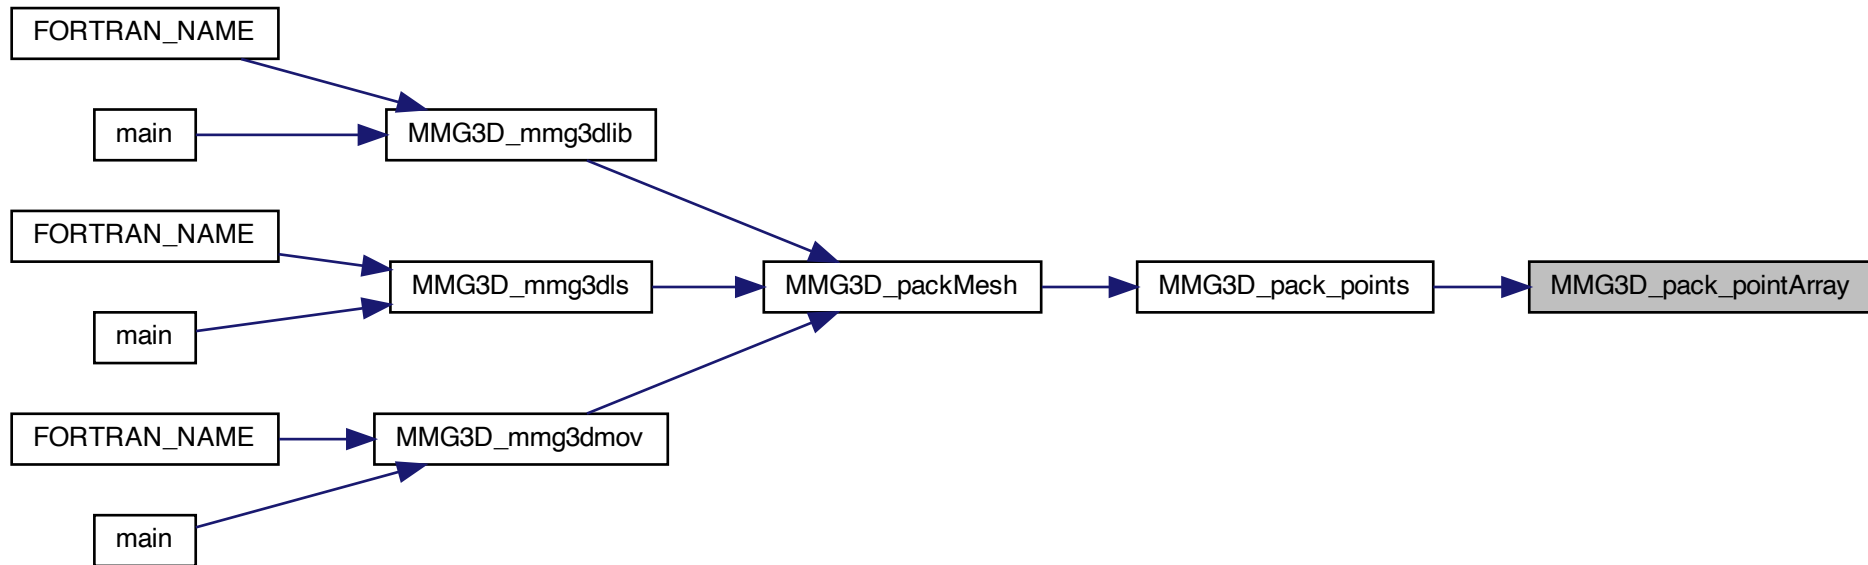 FORTRAN_NAME
main
MMG3D_mmg3dlib
FORTRAN_NAME
main
MMG3D_mmg3dls
MMG3D_packMesh
MMG3D_pack_points
MMG3D_pack_pointArray
FORTRAN_NAME
MMG3D_mmg3dmov
main